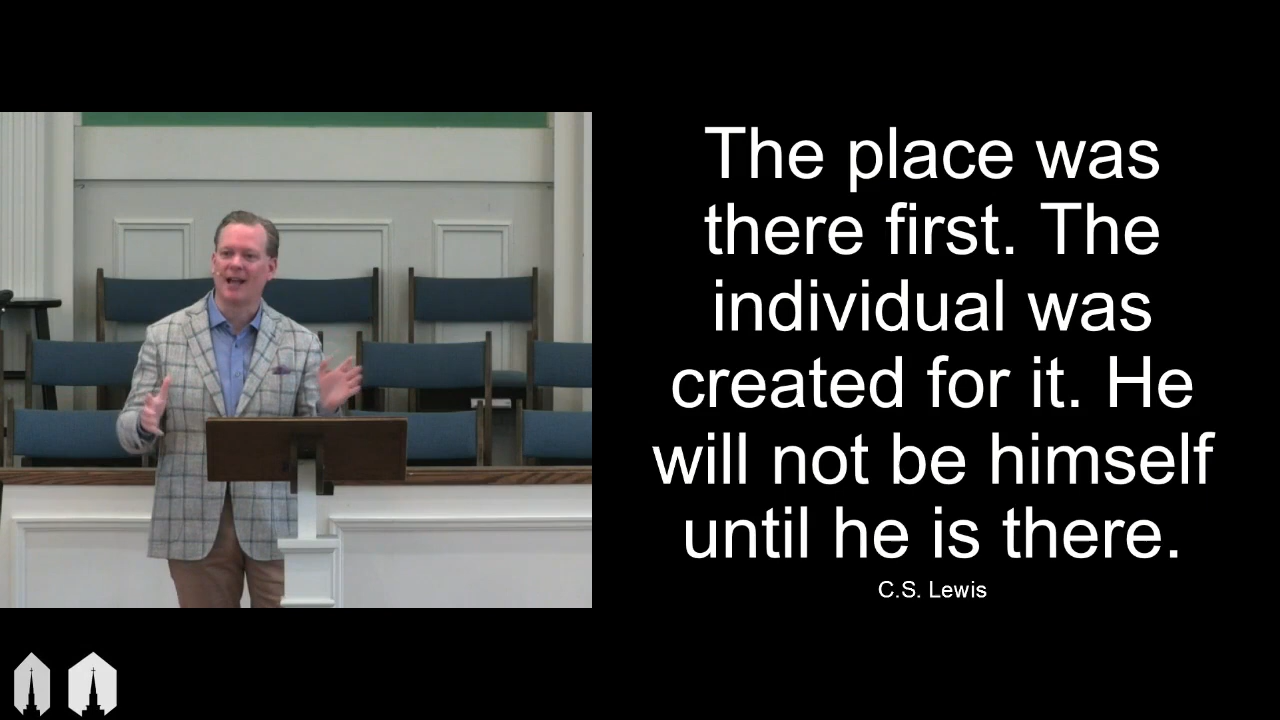 The place was
there first. The
individual was
created for it. He
will not be himself
until he is there.
C.S. Lewis